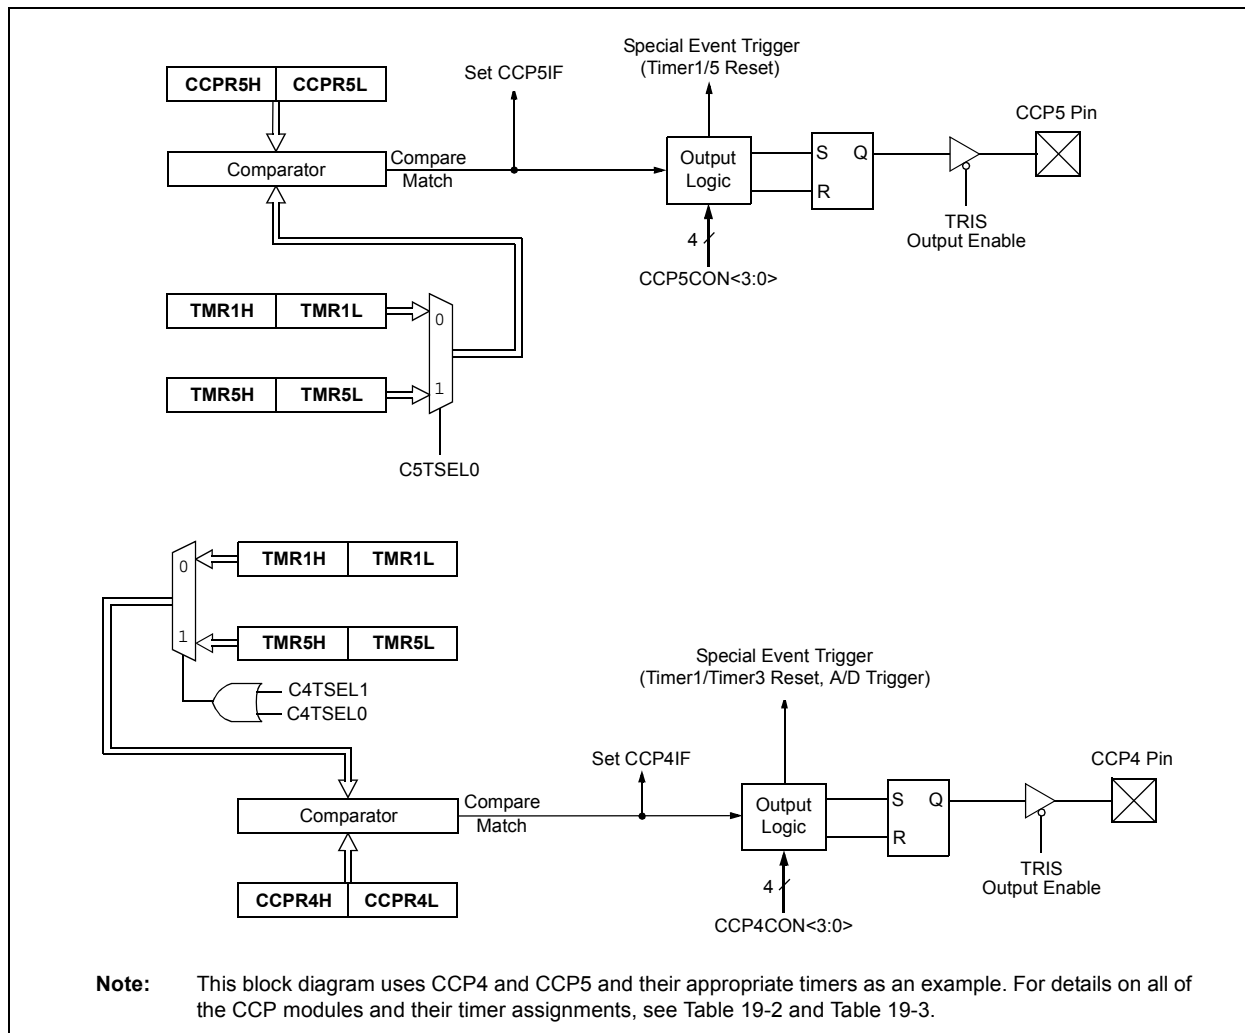 Special Event Trigger
(Timer1/5 Reset)
Set CCP5IF
CCPR5H CCPR5L
CCP5 Pin
Comparator
Compare
Match
Output
Logic
S Q
R
TRIS
Output Enable
4
CCP5CON<3:0>
TMR1H TMR1L
0
TMR5H TMR5L
1
C5TSEL0
TMR1H TMR1L
0
TMR5H TMR5L
1
C4TSEL1
C4TSEL0
Special Event Trigger
(Timer1/Timer3 Reset, A/D Trigger)
Set CCP4IF
CCP4 Pin
Comparator
Compare
Match
Output
Logic
S Q
R
TRIS
Output Enable
4
CCPR4H CCPR4L
CCP4CON<3:0>
Note: This block diagram uses CCP4 and CCP5 and their appropriate timers as an example. For details on all of
the CCP modules and their timer assignments, see Table 19-2 and Table 19-3.